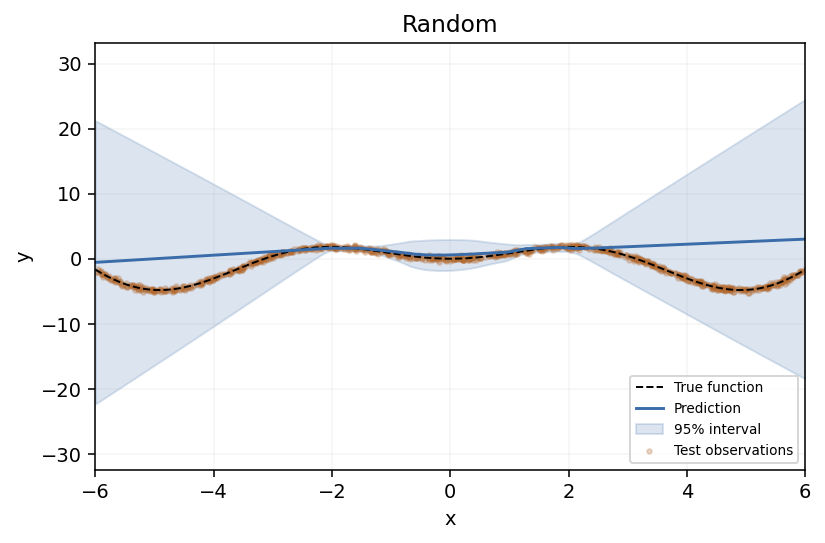 Random
30
20
10
0
−10
−20
−30
y
−6 −4 −2 0 2 4 6
x
True function
Prediction
95% interval
Test observations